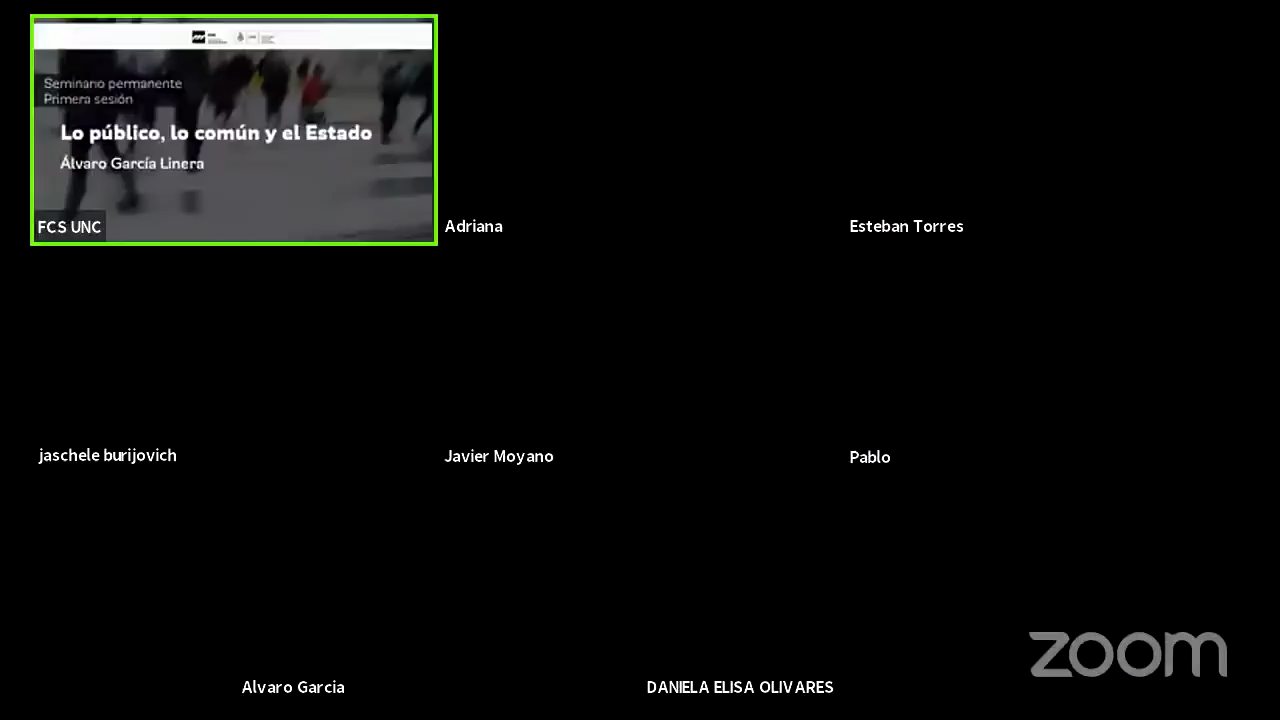 Seminario permanente
Primera sesión
Lo público, lo común y el Estado
Álvaro García Linera
FCS UNC
Adriana
Esteban Torres
jaschele burijovich
Javier Moyano
Pablo
zoom
Alvaro Garcia
DANIELA ELISA OLIVARES